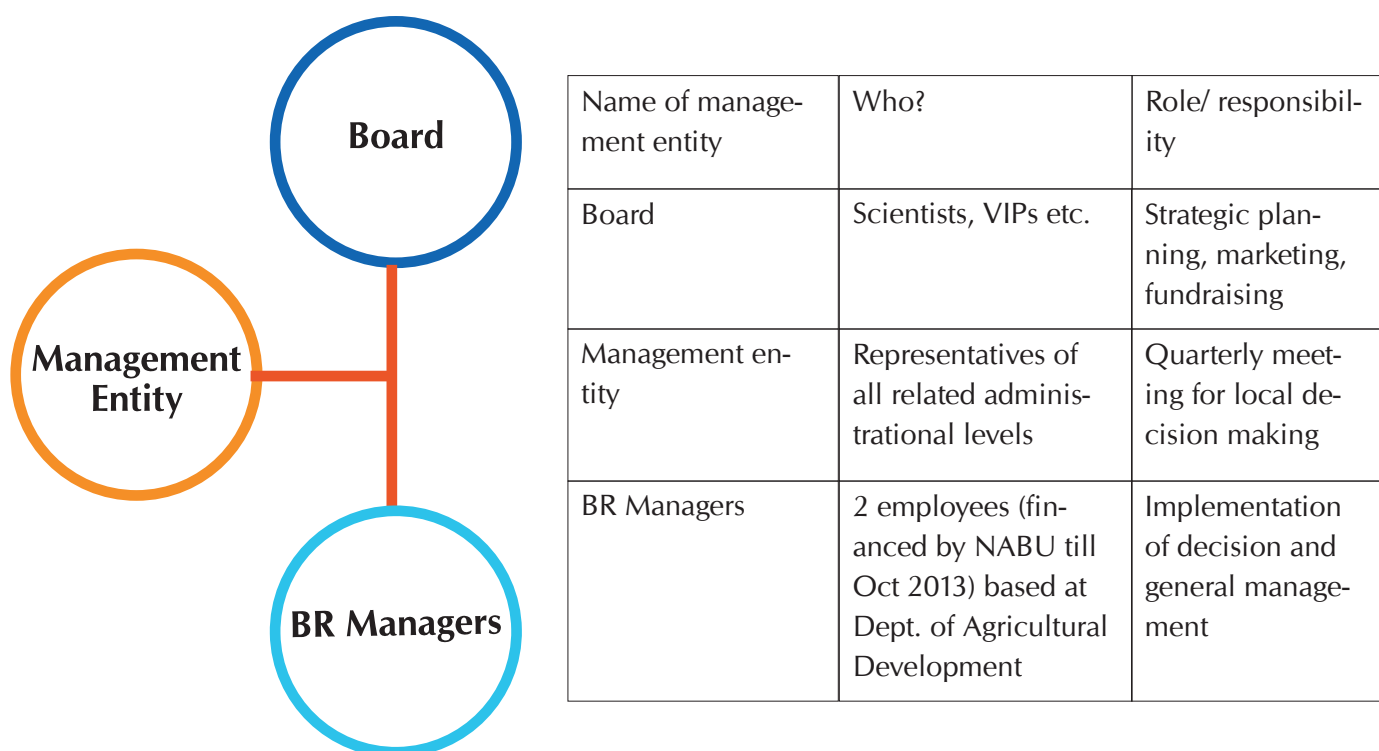 Board
Management
Entity
BR Managers
Name of manage-
ment entity
Who?
Role/ responsibil-
ity
Board
Scientists, VIPs etc.
Strategic plan-
ning, marketing,
fundraising
Management en-
tity
Representatives of
all related adminis-
trational levels
Quarterly meet-
ing for local de-
cision making
BR Managers
2 employees (fin-
anced by NABU till
Oct 2013) based at
Dept. of Agricultural
Development
Implementation
of decision and
general manage-
ment